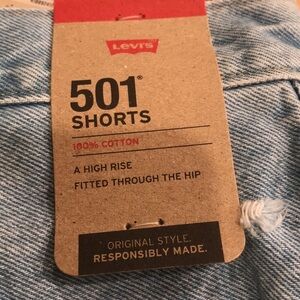 Levi's
501®
SHORTS
100% COTTON
A HIGH RISE
FITTED THROUGH THE HIP
ORIGINAL STYLE.
RESPONSIBLY MADE.